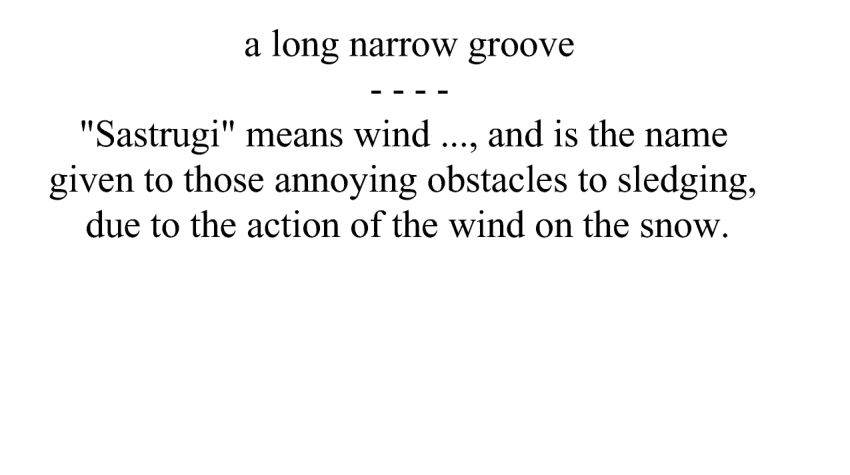 a long narrow groove
- - - -
"Sastrugi" means wind ..., and is the name
given to those annoying obstacles to sledging,
due to the action of the wind on the snow.